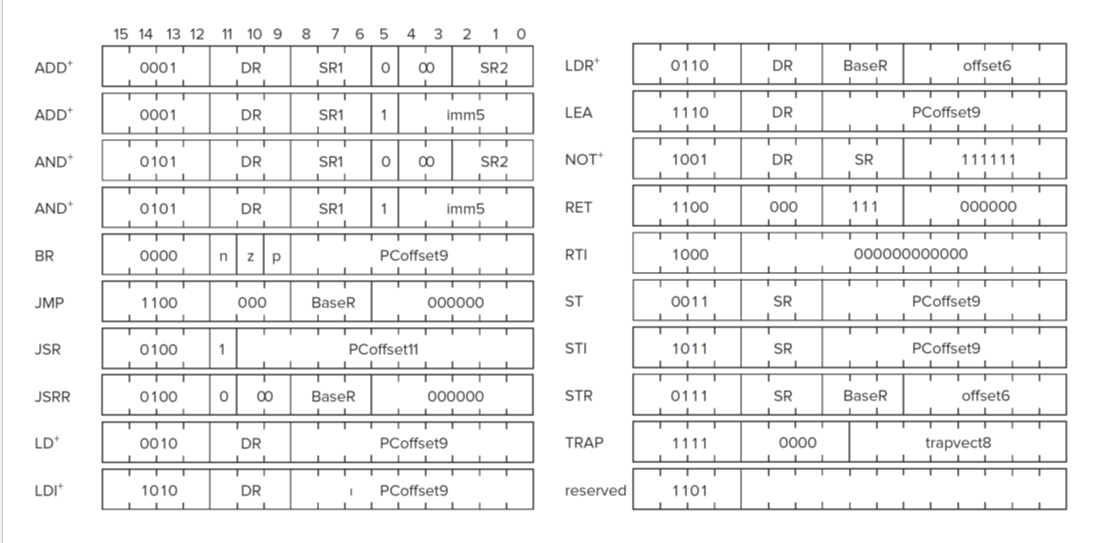 15 14 13 12 11 10 9 8 7 6 5 4 3 2 1 0
ADD+ 0001 DR SR1 0 00 SR2
ADD+ 0001 DR SR1 1 imm5
AND+ 0101 DR SR1 0 00 SR2
AND+ 0101 DR SR1 1 imm5
BR 0000 n z p PCoffset9
JMP 1100 000 BaseR 000000
JSR 0100 1 PCoffset11
JSRR 0100 0 00 BaseR 000000
LD+ 0010 DR PCoffset9
LDI+ 1010 DR PCoffset9
LDR+ 0110 DR BaseR offset6
LEA 1110 DR PCoffset9
NOT+ 1001 DR SR 111111
RET 1100 000 111 000000
RTI 1000 000000000000
ST 0011 SR PCoffset9
STI 1011 SR PCoffset9
STR 0111 SR BaseR offset6
TRAP 1111 0000 trapvect8
reserved 1101